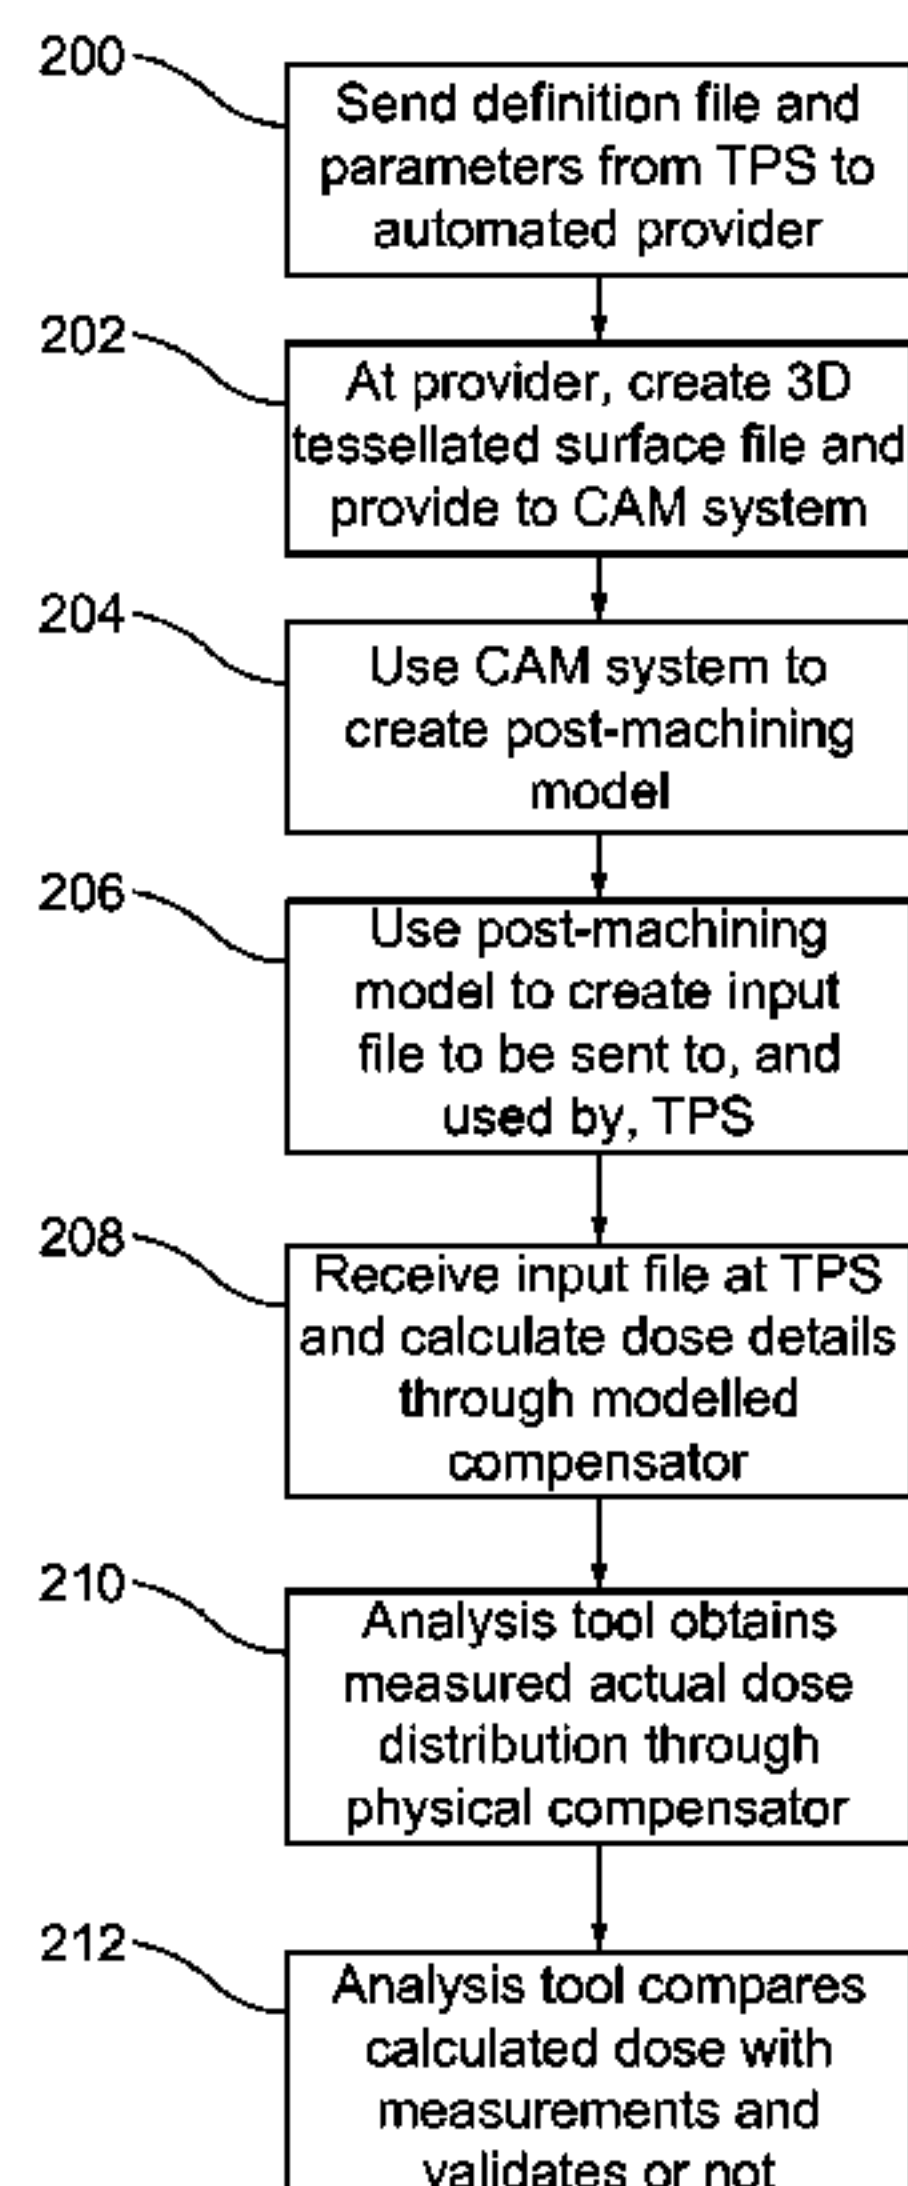 200
Send definition file and
parameters from TPS to
automated provider
202
At provider, create 3D
tessellated surface file and
provide to CAM system
204
Use CAM system to
create post-machining
model
206
Use post-machining
model to create input
file to be sent to, and
used by, TPS
208
Receive input file at TPS
and calculate dose details
through modelled
compensator
210
Analysis tool obtains
measured actual dose
distribution through
physical compensator
212
Analysis tool compares
calculated dose with
measurements and
validates or not